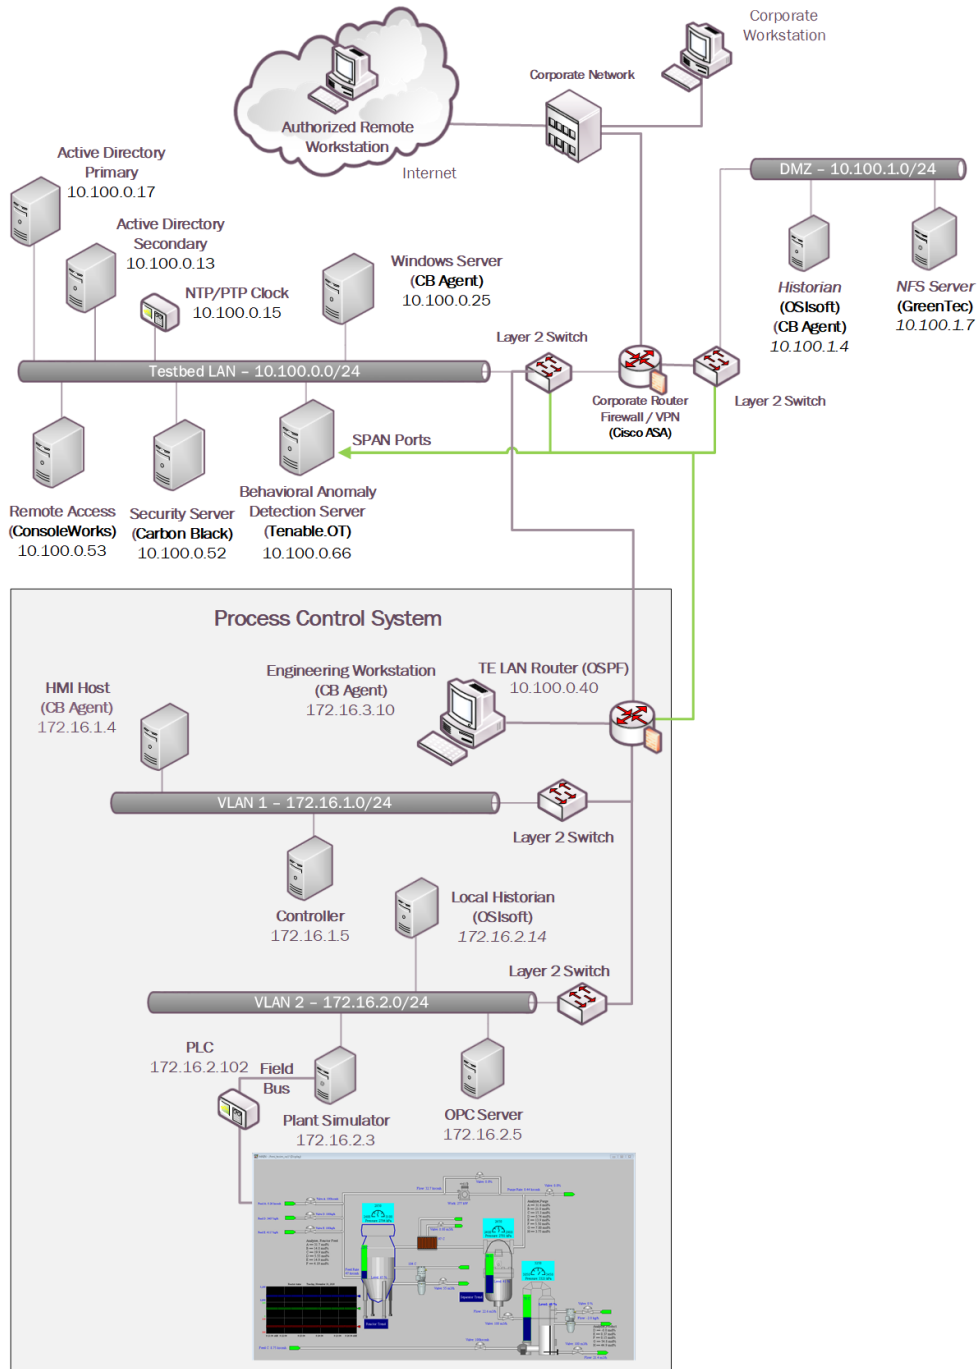 Corporate
Workstation
Corporate Network
Authorized Remote
Workstation
Internet
Active Directory
Primary
10.100.0.17
DMZ – 10.100.1.0/24
Active Directory
Secondary
10.100.0.13
Windows Server
(CB Agent)
10.100.0.25
NTP/PTP Clock
10.100.0.15
Historian
(OSIsoft)
(CB Agent)
10.100.1.4
NFS Server
(GreenTec)
10.100.1.7
Layer 2 Switch
Testbed LAN – 10.100.0.0/24
Corporate Router
Firewall / VPN
(Cisco ASA)
Layer 2 Switch
SPAN Ports
Remote Access
(ConsoleWorks)
10.100.0.53
Security Server
(Carbon Black)
10.100.0.52
Behavioral Anomaly
Detection Server
(Tenable.OT)
10.100.0.66
Process Control System
Engineering Workstation
(CB Agent)
172.16.3.10
TE LAN Router (OSPF)
10.100.0.40
HMI Host
(CB Agent)
172.16.1.4
VLAN 1 – 172.16.1.0/24
Layer 2 Switch
Controller
172.16.1.5
Local Historian
(OSIsoft)
172.16.2.14
Layer 2 Switch
VLAN 2 – 172.16.2.0/24
PLC
172.16.2.102
Field
Bus
Plant Simulator
172.16.2.3
OPC Server
172.16.2.5